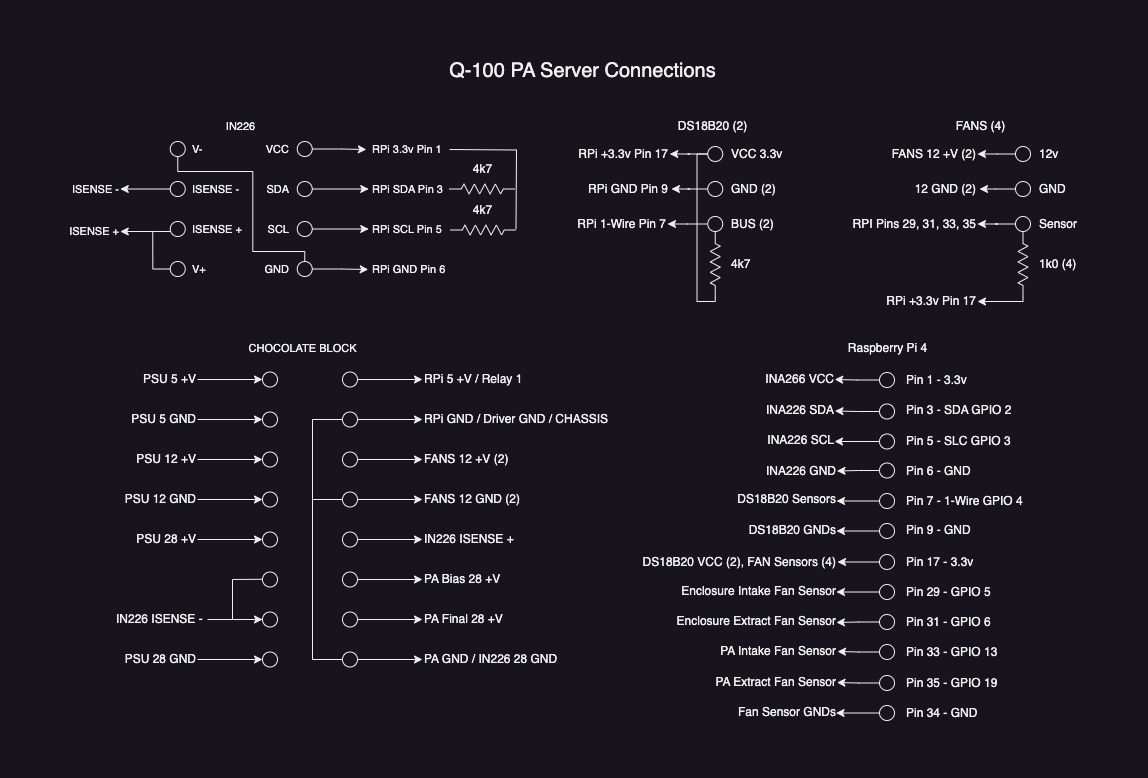 Q-100 PA Server Connections
IN226
V-
VCC
RPi 3.3v Pin 1
4k7
ISENSE -
ISENSE -
SDA
RPi SDA Pin 3
4k7
ISENSE +
ISENSE +
SCL
RPi SCL Pin 5
V+
GND
RPi GND Pin 6
DS18B20 (2)
RPi +3.3v Pin 17
VCC 3.3v
RPi GND Pin 9
GND (2)
RPi 1-Wire Pin 7
BUS (2)
4k7
FANS (4)
FANS 12 +V (2)
12v
12 GND (2)
GND
RPI Pins 29, 31, 33, 35
Sensor
1k0 (4)
RPi +3.3v Pin 17
CHOCOLATE BLOCK
PSU 5 +V
RPi 5 +V / Relay 1
PSU 5 GND
RPi GND / Driver GND / CHASSIS
PSU 12 +V
FANS 12 +V (2)
PSU 12 GND
FANS 12 GND (2)
PSU 28 +V
IN226 ISENSE +
PA Bias 28 +V
IN226 ISENSE -
PA Final 28 +V
PSU 28 GND
PA GND / IN226 28 GND
Raspberry Pi 4
INA266 VCC
Pin 1 - 3.3v
INA226 SDA
Pin 3 - SDA GPIO 2
INA226 SCL
Pin 5 - SLC GPIO 3
INA226 GND
Pin 6 - GND
DS18B20 Sensors
Pin 7 - 1-Wire GPIO 4
DS18B20 GNDs
Pin 9 - GND
DS18B20 VCC (2), FAN Sensors (4)
Pin 17 - 3.3v
Enclosure Intake Fan Sensor
Pin 29 - GPIO 5
Enclosure Extract Fan Sensor
Pin 31 - GPIO 6
PA Intake Fan Sensor
Pin 33 - GPIO 13
PA Extract Fan Sensor
Pin 35 - GPIO 19
Fan Sensor GNDs
Pin 34 - GND